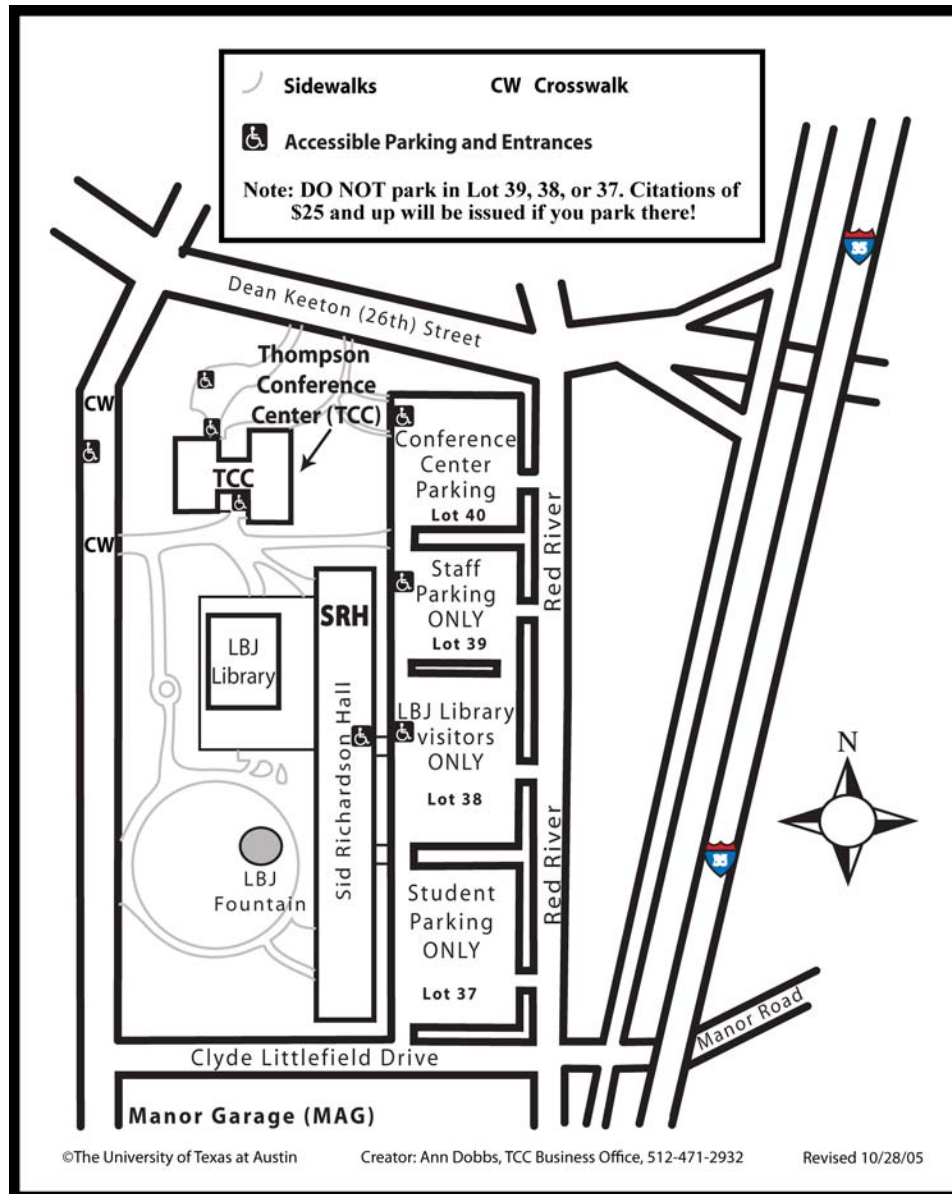 Sidewalks
CW Crosswalk
Accessible Parking and Entrances
Note: DO NOT park in Lot 39, 38, or 37. Citations of
$25 and up will be issued if you park there!
35
Dean Keeton (26th) Street
Thompson
Conference
Center (TCC)
CW
TCC
CW
Conference
Center
Parking
Lot 40
Red River
Staff
Parking
ONLY
Lot 39
SRH
LBJ
Library
Sid Richardson Hall
LBJ Library
visitors
ONLY
Lot 38
N
Red River
35
LBJ
Fountain
Student
Parking
ONLY
Lot 37
Manor Road
Clyde Littlefield Drive
Manor Garage (MAG)
©The University of Texas at Austin
Creator: Ann Dobbs, TCC Business Office, 512-471-2932
Revised 10/28/05